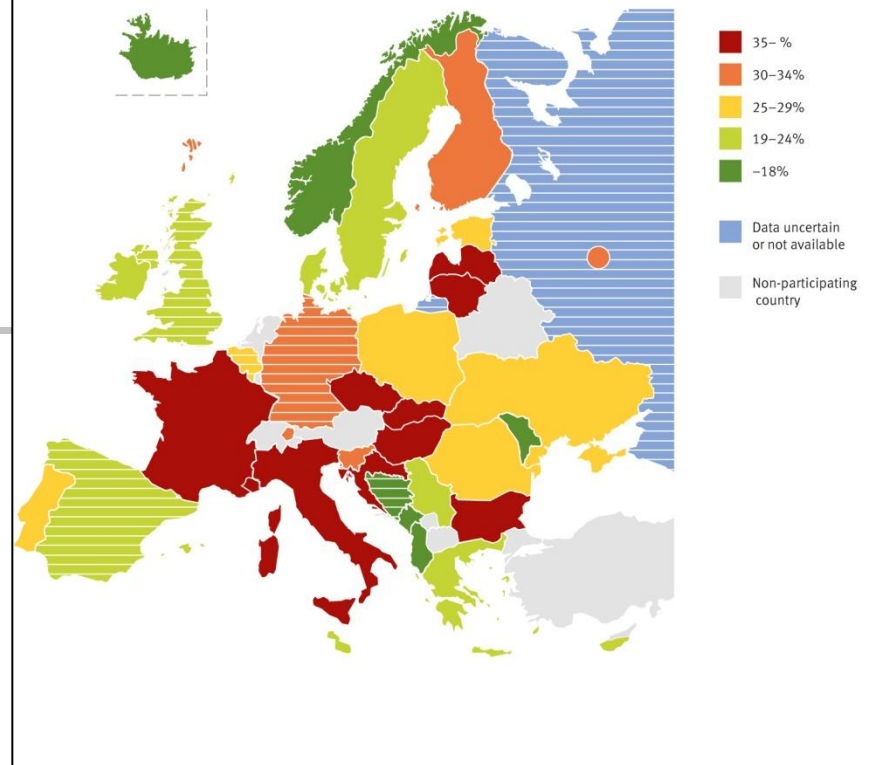 35– %
30–34%
25–29%
19–24%
–18%
Data uncertain
or not available
Non-participating
country